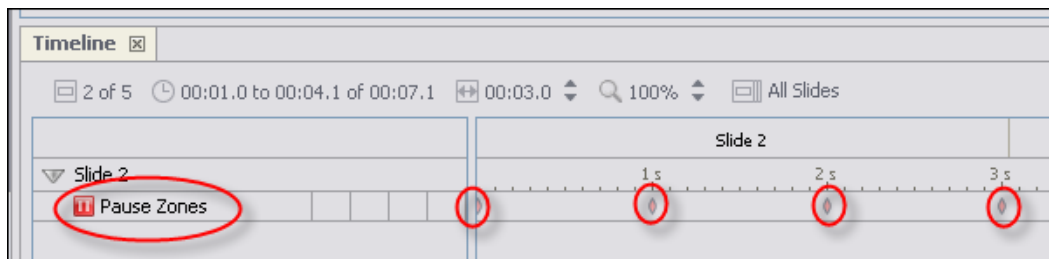 Timeline
2 of 5 00:01.0 to 00:04.1 of 00:07.1 00:03.0 100% All Slides
Slide 2
Slide 2 1 s 2 s 3 s
Pause Zones